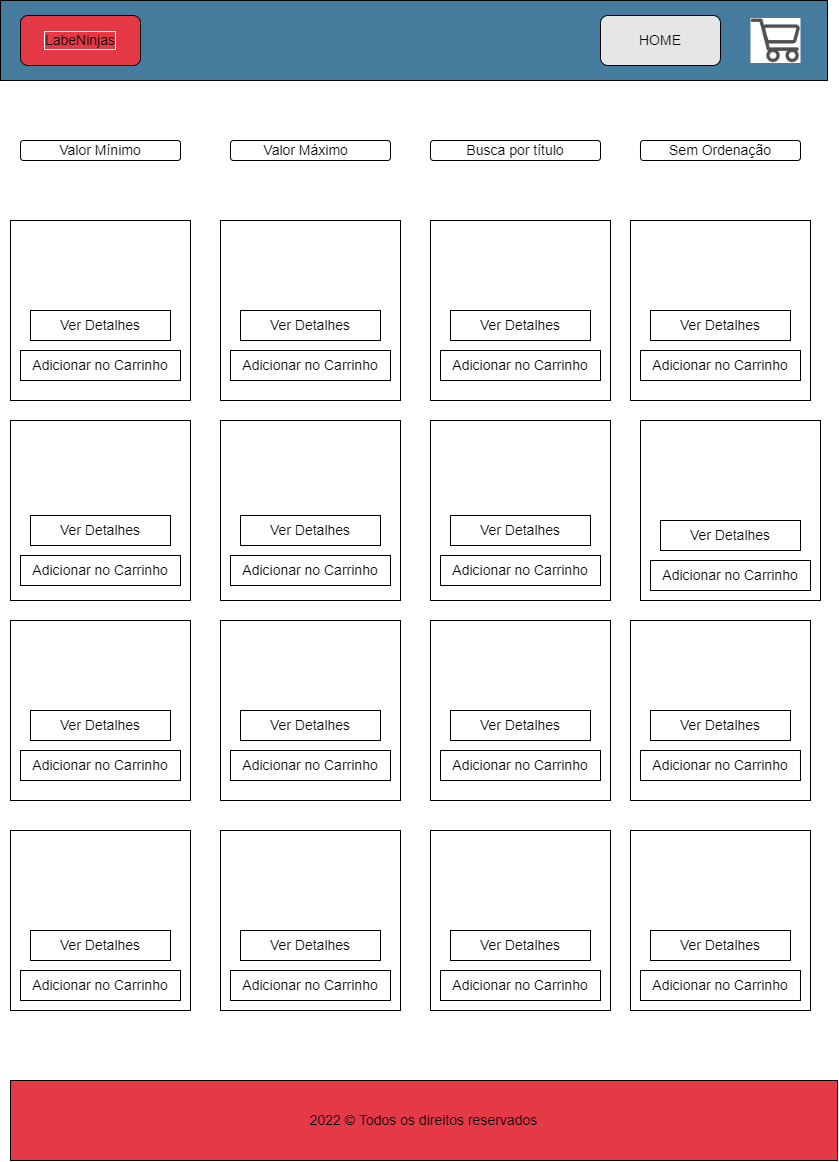 LabeNinjas
HOME
Valor Mínimo
Valor Máximo
Busca por título
Sem Ordenação
Ver Detalhes
Ver Detalhes
Ver Detalhes
Ver Detalhes
Adicionar no Carrinho
Adicionar no Carrinho
Adicionar no Carrinho
Adicionar no Carrinho
Ver Detalhes
Ver Detalhes
Ver Detalhes
Ver Detalhes
Adicionar no Carrinho
Adicionar no Carrinho
Adicionar no Carrinho
Adicionar no Carrinho
Ver Detalhes
Ver Detalhes
Ver Detalhes
Ver Detalhes
Adicionar no Carrinho
Adicionar no Carrinho
Adicionar no Carrinho
Adicionar no Carrinho
Ver Detalhes
Ver Detalhes
Ver Detalhes
Ver Detalhes
Adicionar no Carrinho
Adicionar no Carrinho
Adicionar no Carrinho
Adicionar no Carrinho
2022 © Todos os direitos reservados